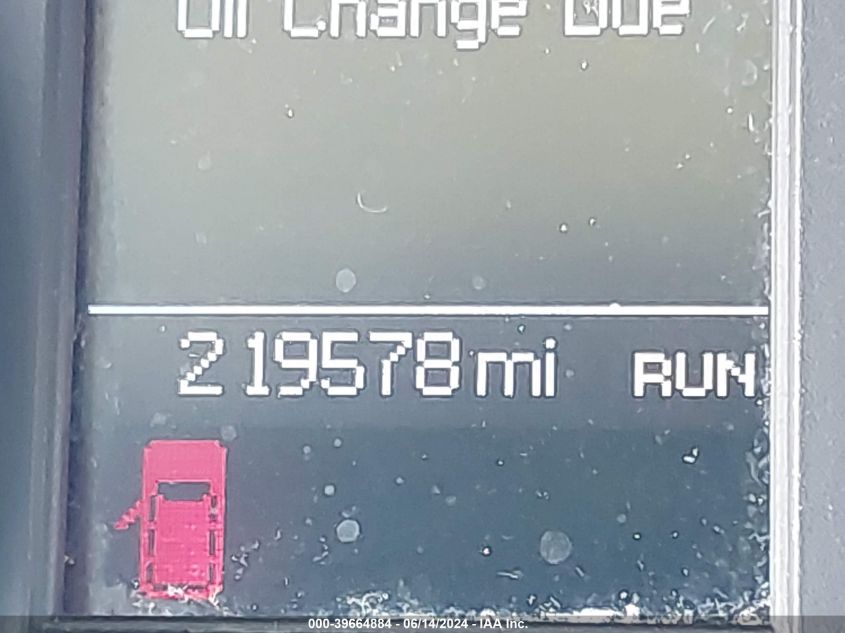 Oil Change Due
219578 mi RUN
000-39664884 - 06/14/2024 - IAA Inc.